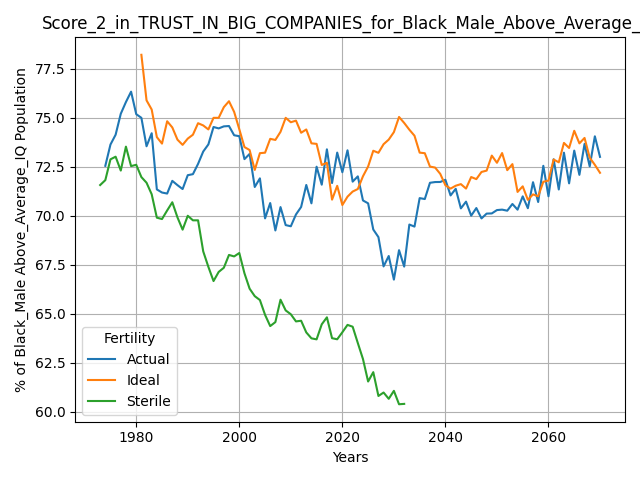 Score_2_in_TRUST_IN_BIG_COMPANIES_for_Black_Male_Above_Average_
% of Black_Male Above_Average_IQ Population
77.5
75.0
72.5
70.0
67.5
65.0
62.5
60.0
Fertility
Actual
Ideal
Sterile
1980
2000
2020
2040
2060
Years